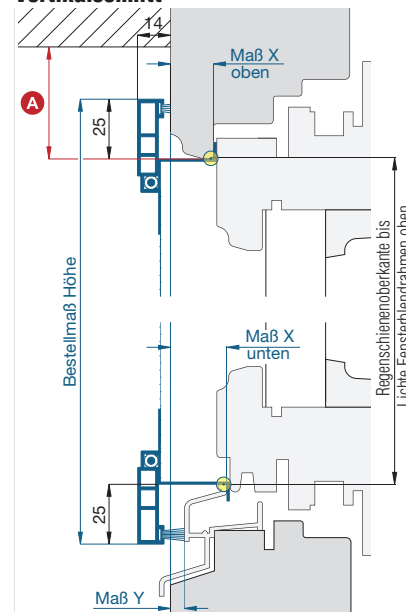 Vertikalschnitt
14
Maß X
oben
A
25
Bestellmaß Höhe
Regenschienenoberkante bis
Lichte Fensterblendrahmen oben
Maß X
unten
25
Maß Y